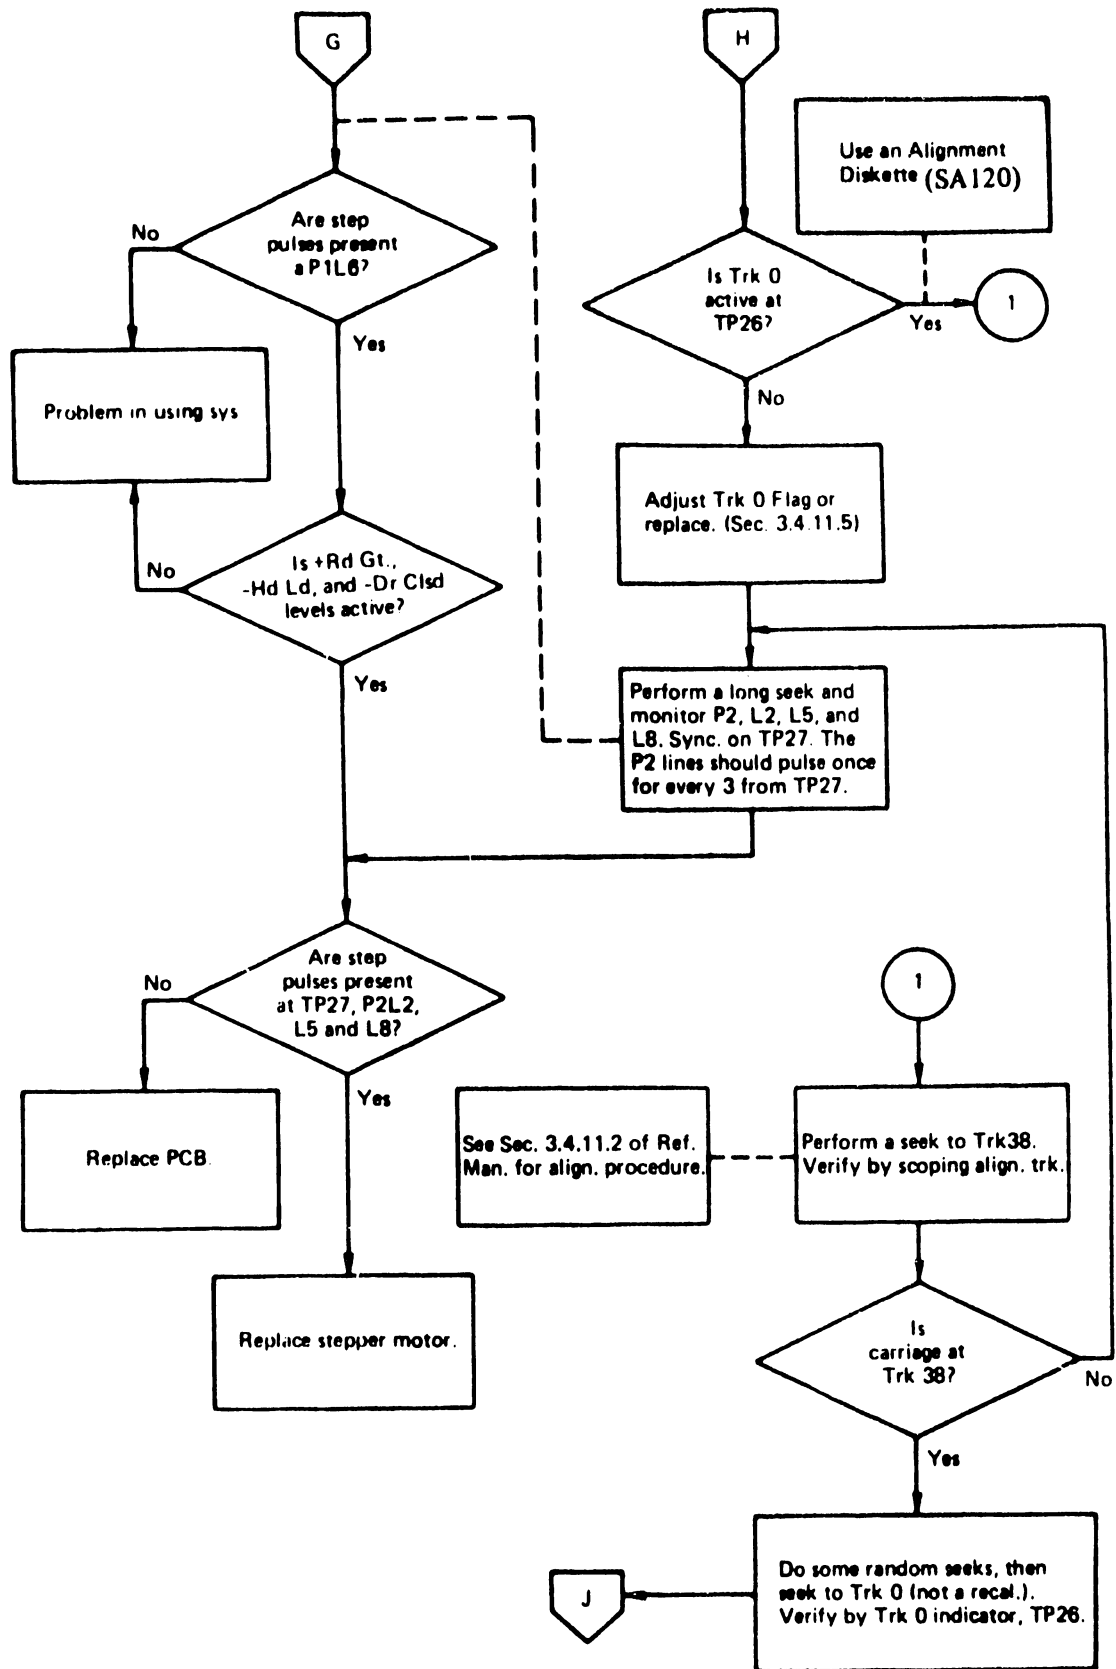 G
H
Use an Alignment
Diskette (SA120)
Are step
pulses present
a P1L6?
No
Yes
Is Trk 0
active at
TP26?
Yes
1
No
Problem in using sys
Adjust Trk 0 Flag or
replace. (Sec. 3.4.11.5)
Is +Rd Gt.,
-Hd Ld, and -Dr Clsd
levels active?
No
Yes
Perform a long seek and
monitor P2, L2, L5, and
L8. Sync. on TP27. The
P2 lines should pulse once
for every 3 from TP27.
Are step
pulses present
at TP27, P2L2,
L5 and L8?
No
Yes
1
Replace PCB.
See Sec. 3.4.11.2 of Ref.
Man. for align. procedure.
Perform a seek to Trk38.
Verify by scoping align. trk.
Replace stepper motor.
Is
carriage at
Trk 38?
No
Yes
Do some random seeks, then
seek to Trk 0 (not a recal.).
Verify by Trk 0 indicator, TP26.
J